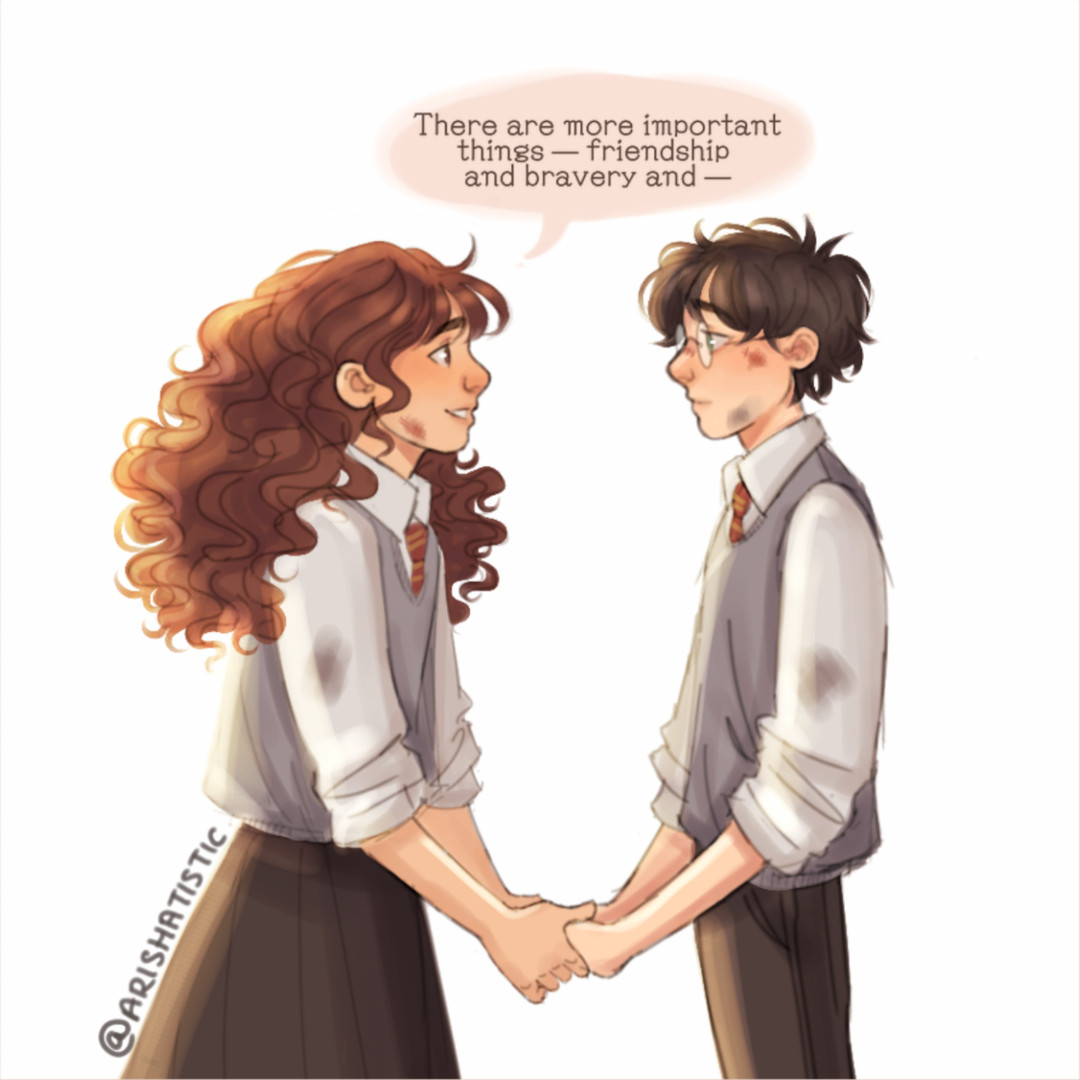 There are more important
things — friendship
and bravery and —
@ARISHATISTIC